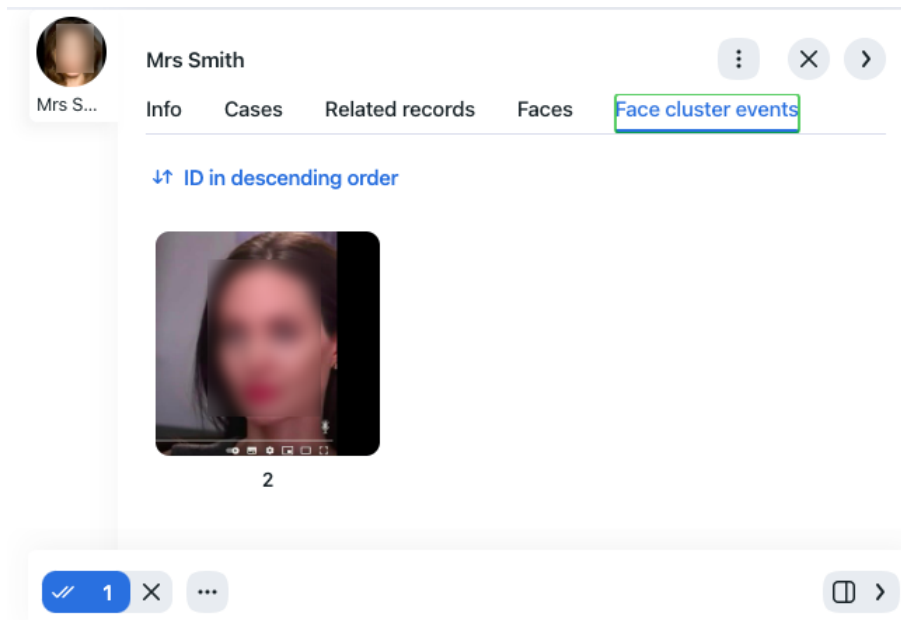 Mrs S...
Mrs Smith
Info Cases Related records Faces Face cluster events
ID in descending order
2
1